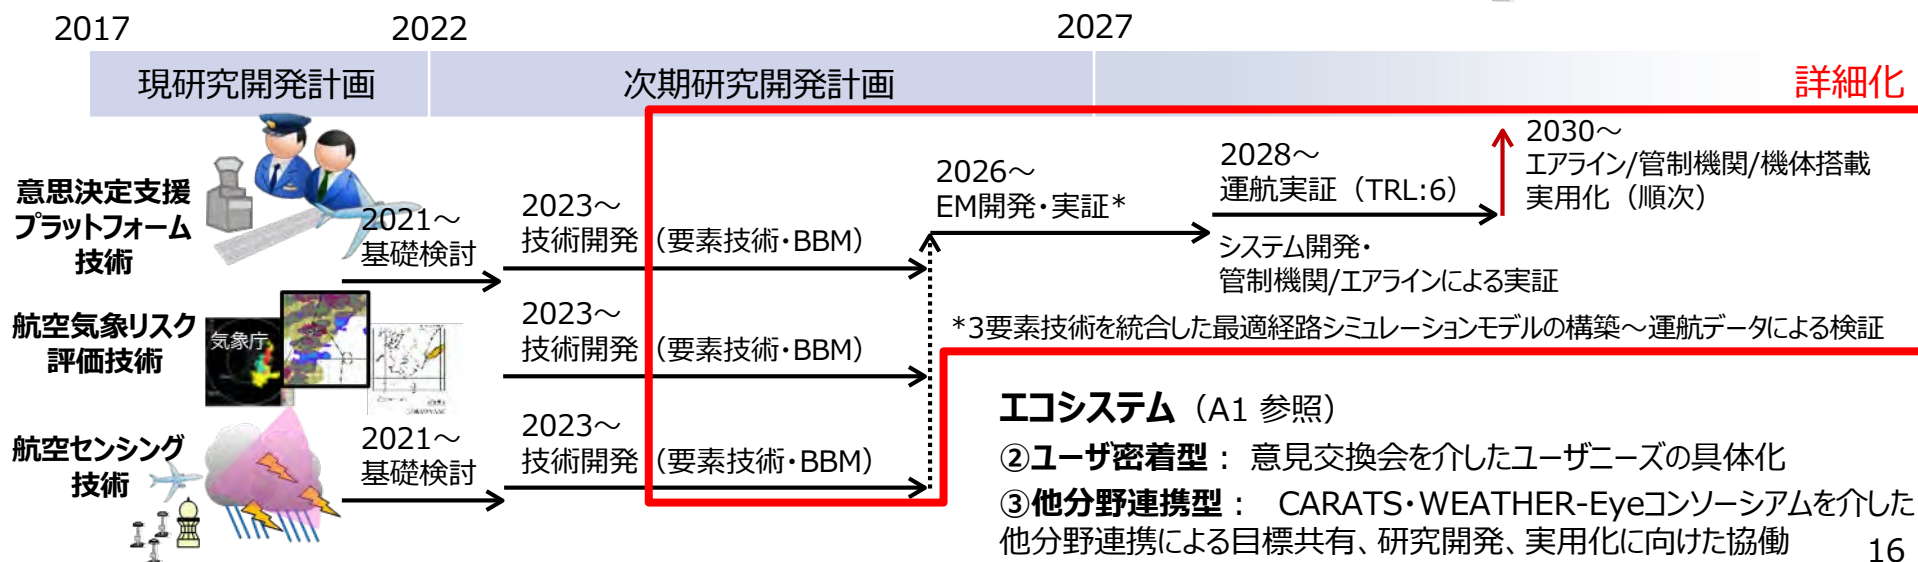 2017
2022
2027
現研究開発計画
次期研究開発計画
詳細化
意思決定支援
プラットフォーム
技術
2021～
基礎検討
2023～
技術開発（要素技術・BBM）
2026～
EM開発・実証*
2028～
運航実証（TRL:6）
システム開発・
管制機関/エアラインによる実証
2030～
エアライン/管制機関/機体搭載
実用化（順次）
航空気象リスク
評価技術
気象庁
2023～
技術開発（要素技術・BBM）
*3要素技術を統合した最適経路シミュレーションモデルの構築～運航データによる検証
航空センシング
技術
2021～
基礎検討
2023～
技術開発（要素技術・BBM）
エコシステム（A1 参照）
②ユーザ密着型： 意見交換会を介したユーザニーズの具体化
③他分野連携型： CARATS・WEATHER-Eyeコンソーシアムを介した
他分野連携による目標共有、研究開発、実用化に向けた協働
16